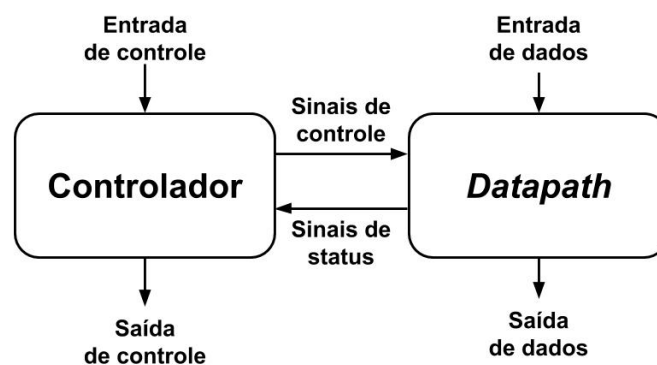 Entrada
de controle
Entrada
de dados
Sinais de
controle
Controlador
Datapath
Sinais de
status
Saída
de controle
Saída
de dados